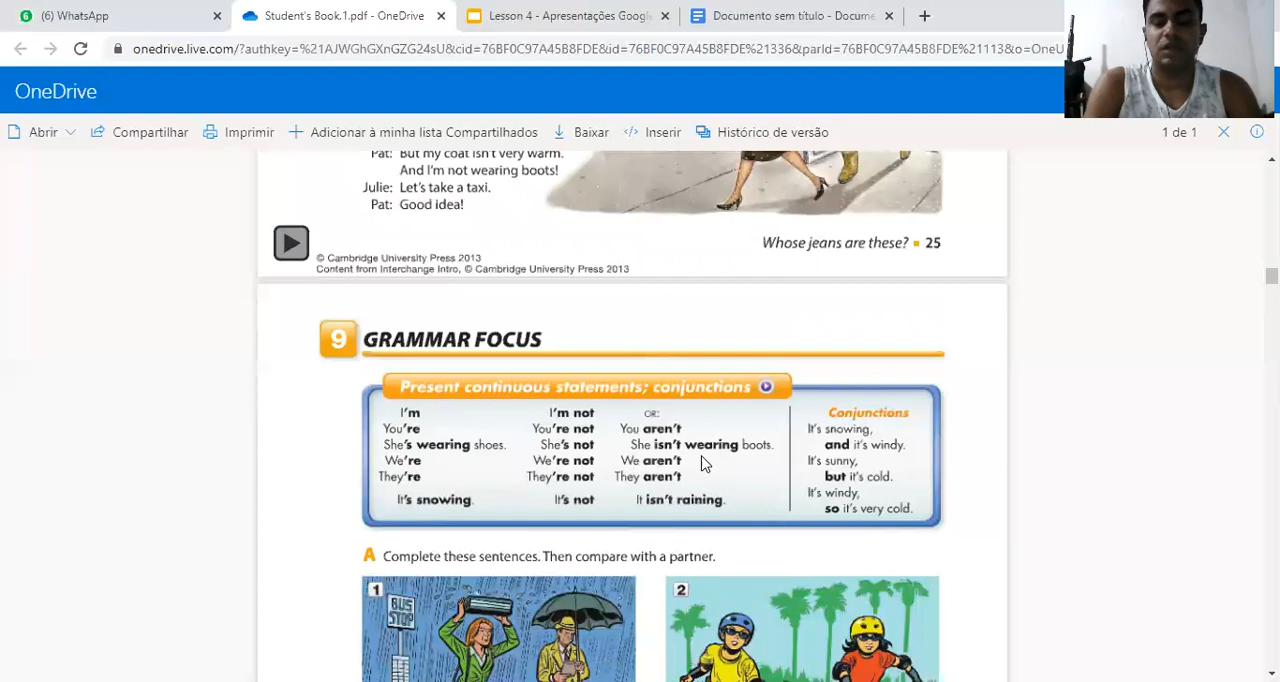 (6) WhatsApp
Student's Book.1.pdf - OneDrive
Lesson 4 - Apresentações Googl
Documento sem título - Docume
onedrive.live.com/?authkey=%21AJWGhGXnGZG24sU&cid=76BF0C97A45B8FDE&id=76BF0C97A45B8FDE%21336&parId=76BF0C97A45B8FDE%21113&o=OneU
OneDrive
Abrir
Compartilhar
Imprimir
Adicionar à minha lista Compartilhados
Baixar
Inserir
Histórico de versão
1 de 1
Pat: But my coat isn't very warm.
And I'm not wearing boots!
Julie: Let's take a taxi.
Pat: Good idea!
Whose jeans are these? 25
© Cambridge University Press 2013
Content from Interchange Intro, © Cambridge University Press 2013
9 GRAMMAR FOCUS
Present continuous statements; conjunctions
I'm
You're
She's wearing shoes.
We're
They're
It's snowing.
I'm not
You're not
She's not
We're not
They're not
It's not
OR:
You aren't
She isn't wearing boots.
We aren't
They aren't
It isn't raining.
Conjunctions
It's snowing,
and it's windy.
It's sunny,
but it's cold.
It's windy,
so it's very cold.
A Complete these sentences. Then compare with a partner.
1
BUS
STOP
2